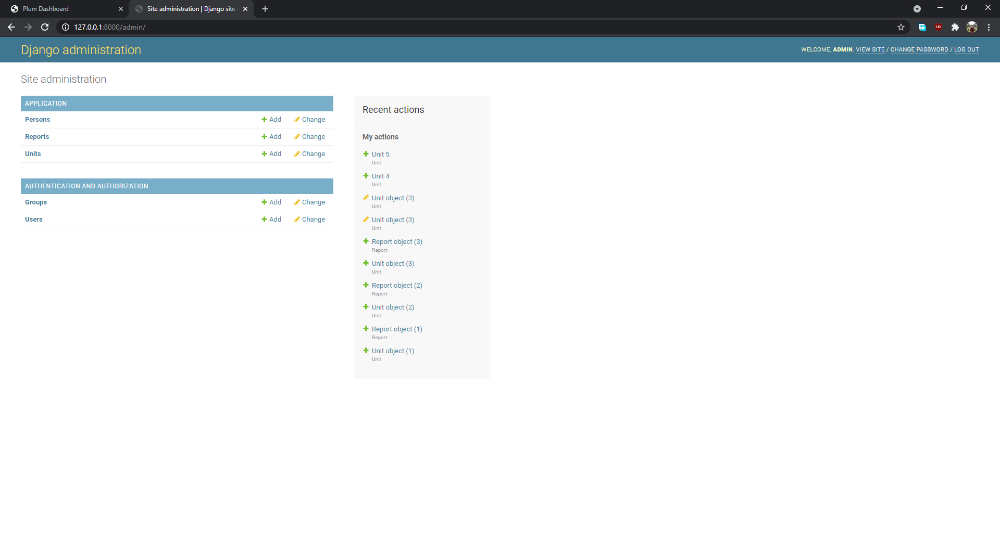 Plum Dashboard
Site administration | Django site
127.0.0.1:8000/admin/
Django administration
WELCOME, ADMIN. VIEW SITE / CHANGE PASSWORD / LOG OUT
Site administration
APPLICATION
Persons Add Change
Reports Add Change
Units Add Change
AUTHENTICATION AND AUTHORIZATION
Groups Add Change
Users Add Change
Recent actions
My actions
Unit 5
Unit
Unit 4
Unit
Unit object (3)
Unit
Unit object (3)
Unit
Report object (3)
Report
Unit object (3)
Unit
Report object (2)
Report
Unit object (2)
Unit
Report object (1)
Report
Unit object (1)
Unit